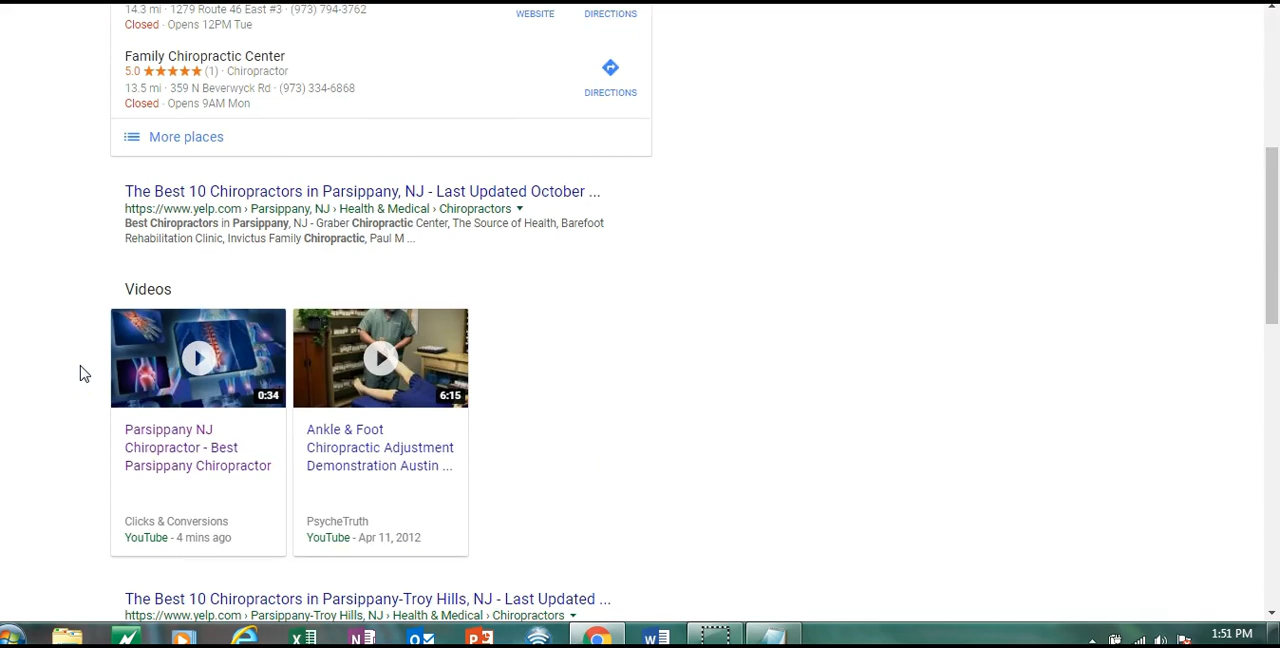 14.3 mi · 1279 Route 46 East #3 · (973) 794-3762
Closed · Opens 12PM Tue
WEBSITE
DIRECTIONS
Family Chiropractic Center
5.0 ★★★★★ (1) · Chiropractor
13.5 mi · 359 N Beverwyck Rd · (973) 334-6868
Closed · Opens 9AM Mon
DIRECTIONS
More places
The Best 10 Chiropractors in Parsippany, NJ - Last Updated October ...
https://www.yelp.com › Parsippany, NJ › Health & Medical › Chiropractors ▼
Best Chiropractors in Parsippany, NJ - Graber Chiropractic Center, The Source of Health, Barefoot
Rehabilitation Clinic, Invictus Family Chiropractic, Paul M ...
Videos
0:34
Parsippany NJ
Chiropractor - Best
Parsippany Chiropractor
Clicks & Conversions
YouTube - 4 mins ago
6:15
Ankle & Foot
Chiropractic Adjustment
Demonstration Austin ...
PsycheTruth
YouTube - Apr 11, 2012
The Best 10 Chiropractors in Parsippany-Troy Hills, NJ - Last Updated ...
https://www.yelp.com › Parsippany-Troy Hills, NJ › Health & Medical › Chiropractors ▼
1:51 PM